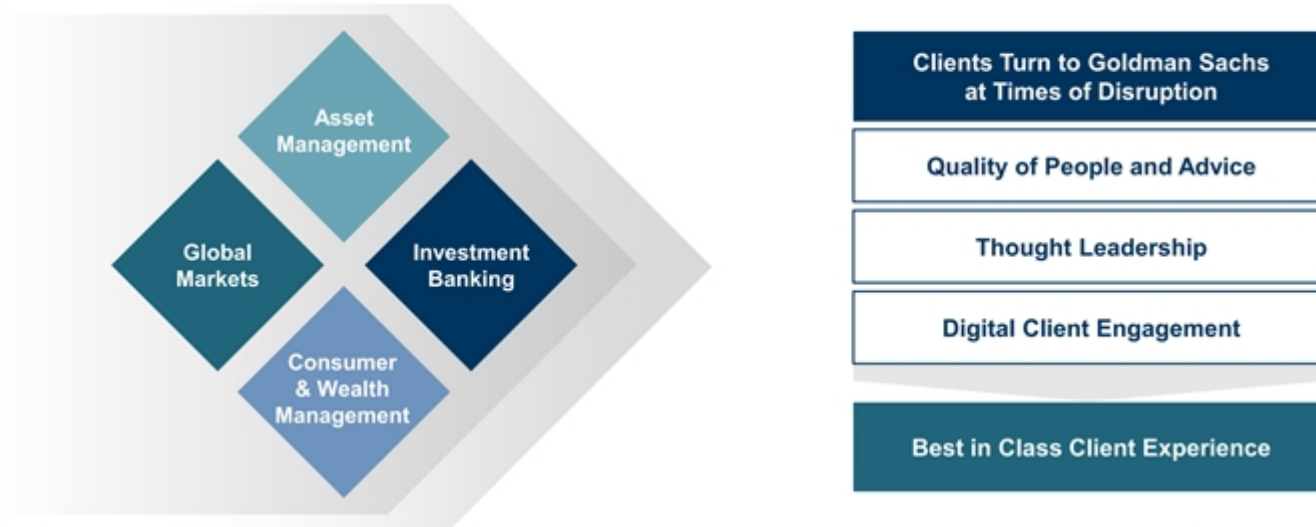 Asset
Management
Global
Markets
Investment
Banking
Consumer
& Wealth
Management
Clients Turn to Goldman Sachs
at Times of Disruption
Quality of People and Advice
Thought Leadership
Digital Client Engagement
Best in Class Client Experience